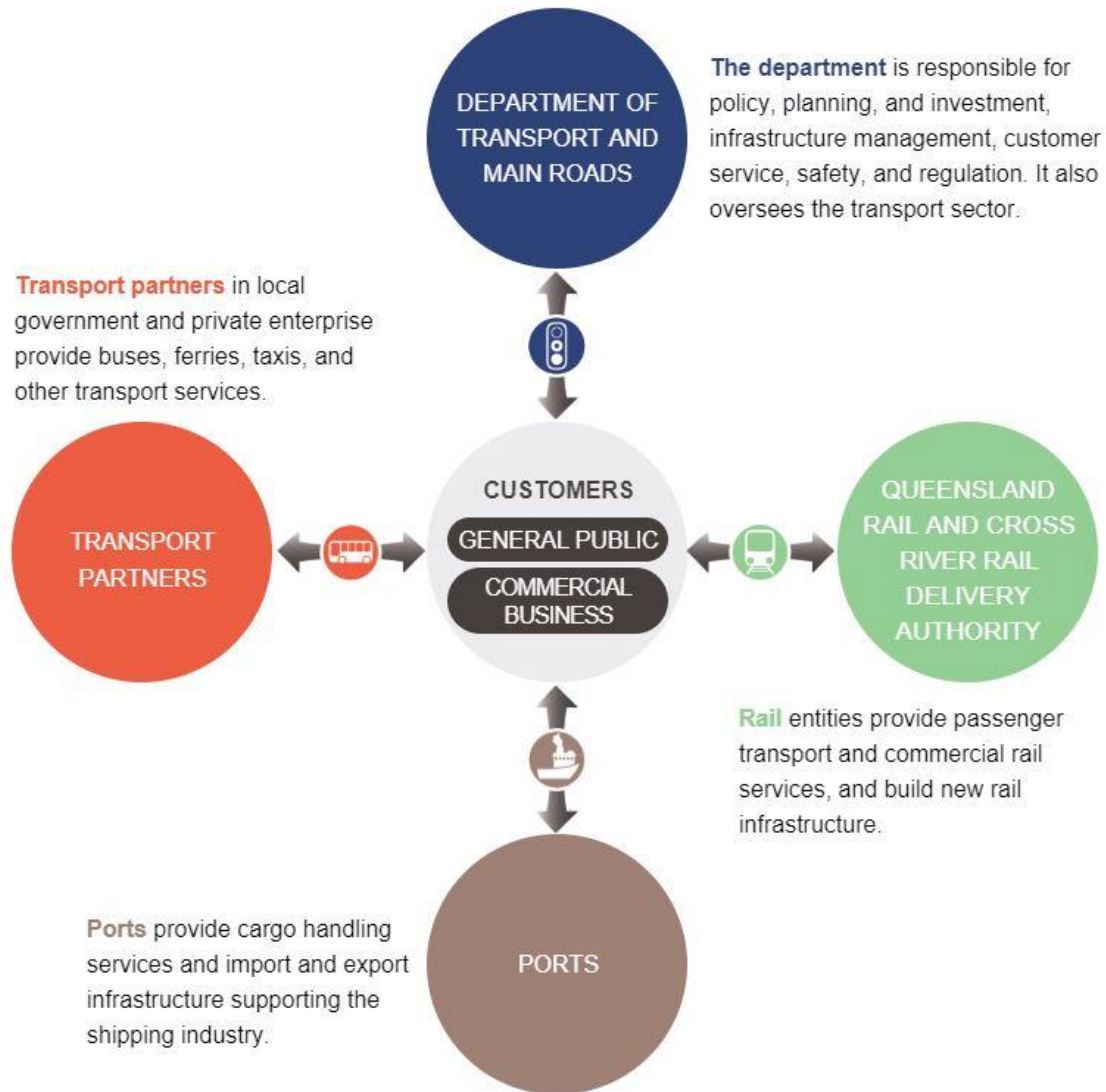 DEPARTMENT OF
TRANSPORT AND
MAIN ROADS
The department is responsible for
policy, planning, and investment,
infrastructure management, customer
service, safety, and regulation. It also
oversees the transport sector.
Transport partners in local
government and private enterprise
provide buses, ferries, taxis, and
other transport services.
TRANSPORT
PARTNERS
CUSTOMERS
GENERAL PUBLIC
COMMERCIAL
BUSINESS
QUEENSLAND
RAIL AND CROSS
RIVER RAIL
DELIVERY
AUTHORITY
Rail entities provide passenger
transport and commercial rail
services, and build new rail
infrastructure.
Ports provide cargo handling
services and import and export
infrastructure supporting the
shipping industry.
PORTS